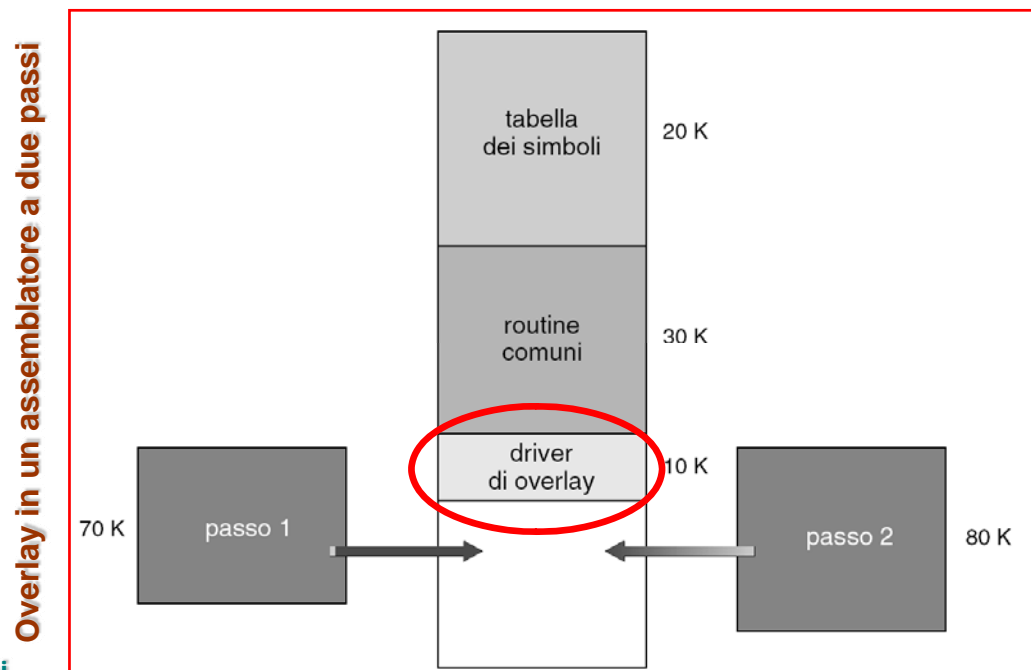 Overlay in un assemblatore a due passi
tabella
dei simboli
20 K
routine
comuni
30 K
driver
di overlay
10 K
70 K
passo 1
passo 2
80 K